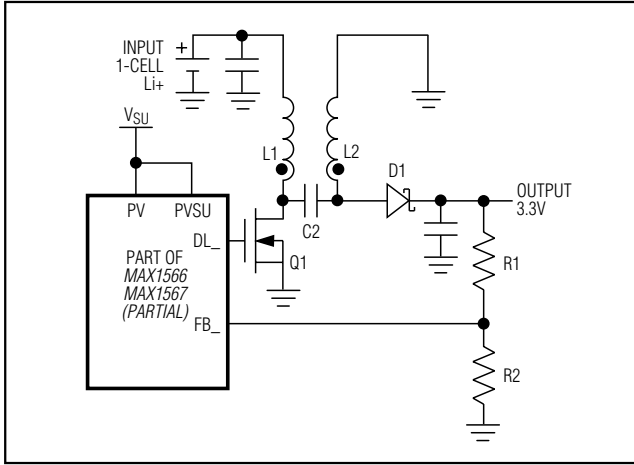 INPUT
1-CELL
Li+
+
VSU
L1
L2
D1
OUTPUT
3.3V
PV
PVSU
C2
DL_
Q1
R1
PART OF
MAX1566
MAX1567
(PARTIAL)
FB_
R2